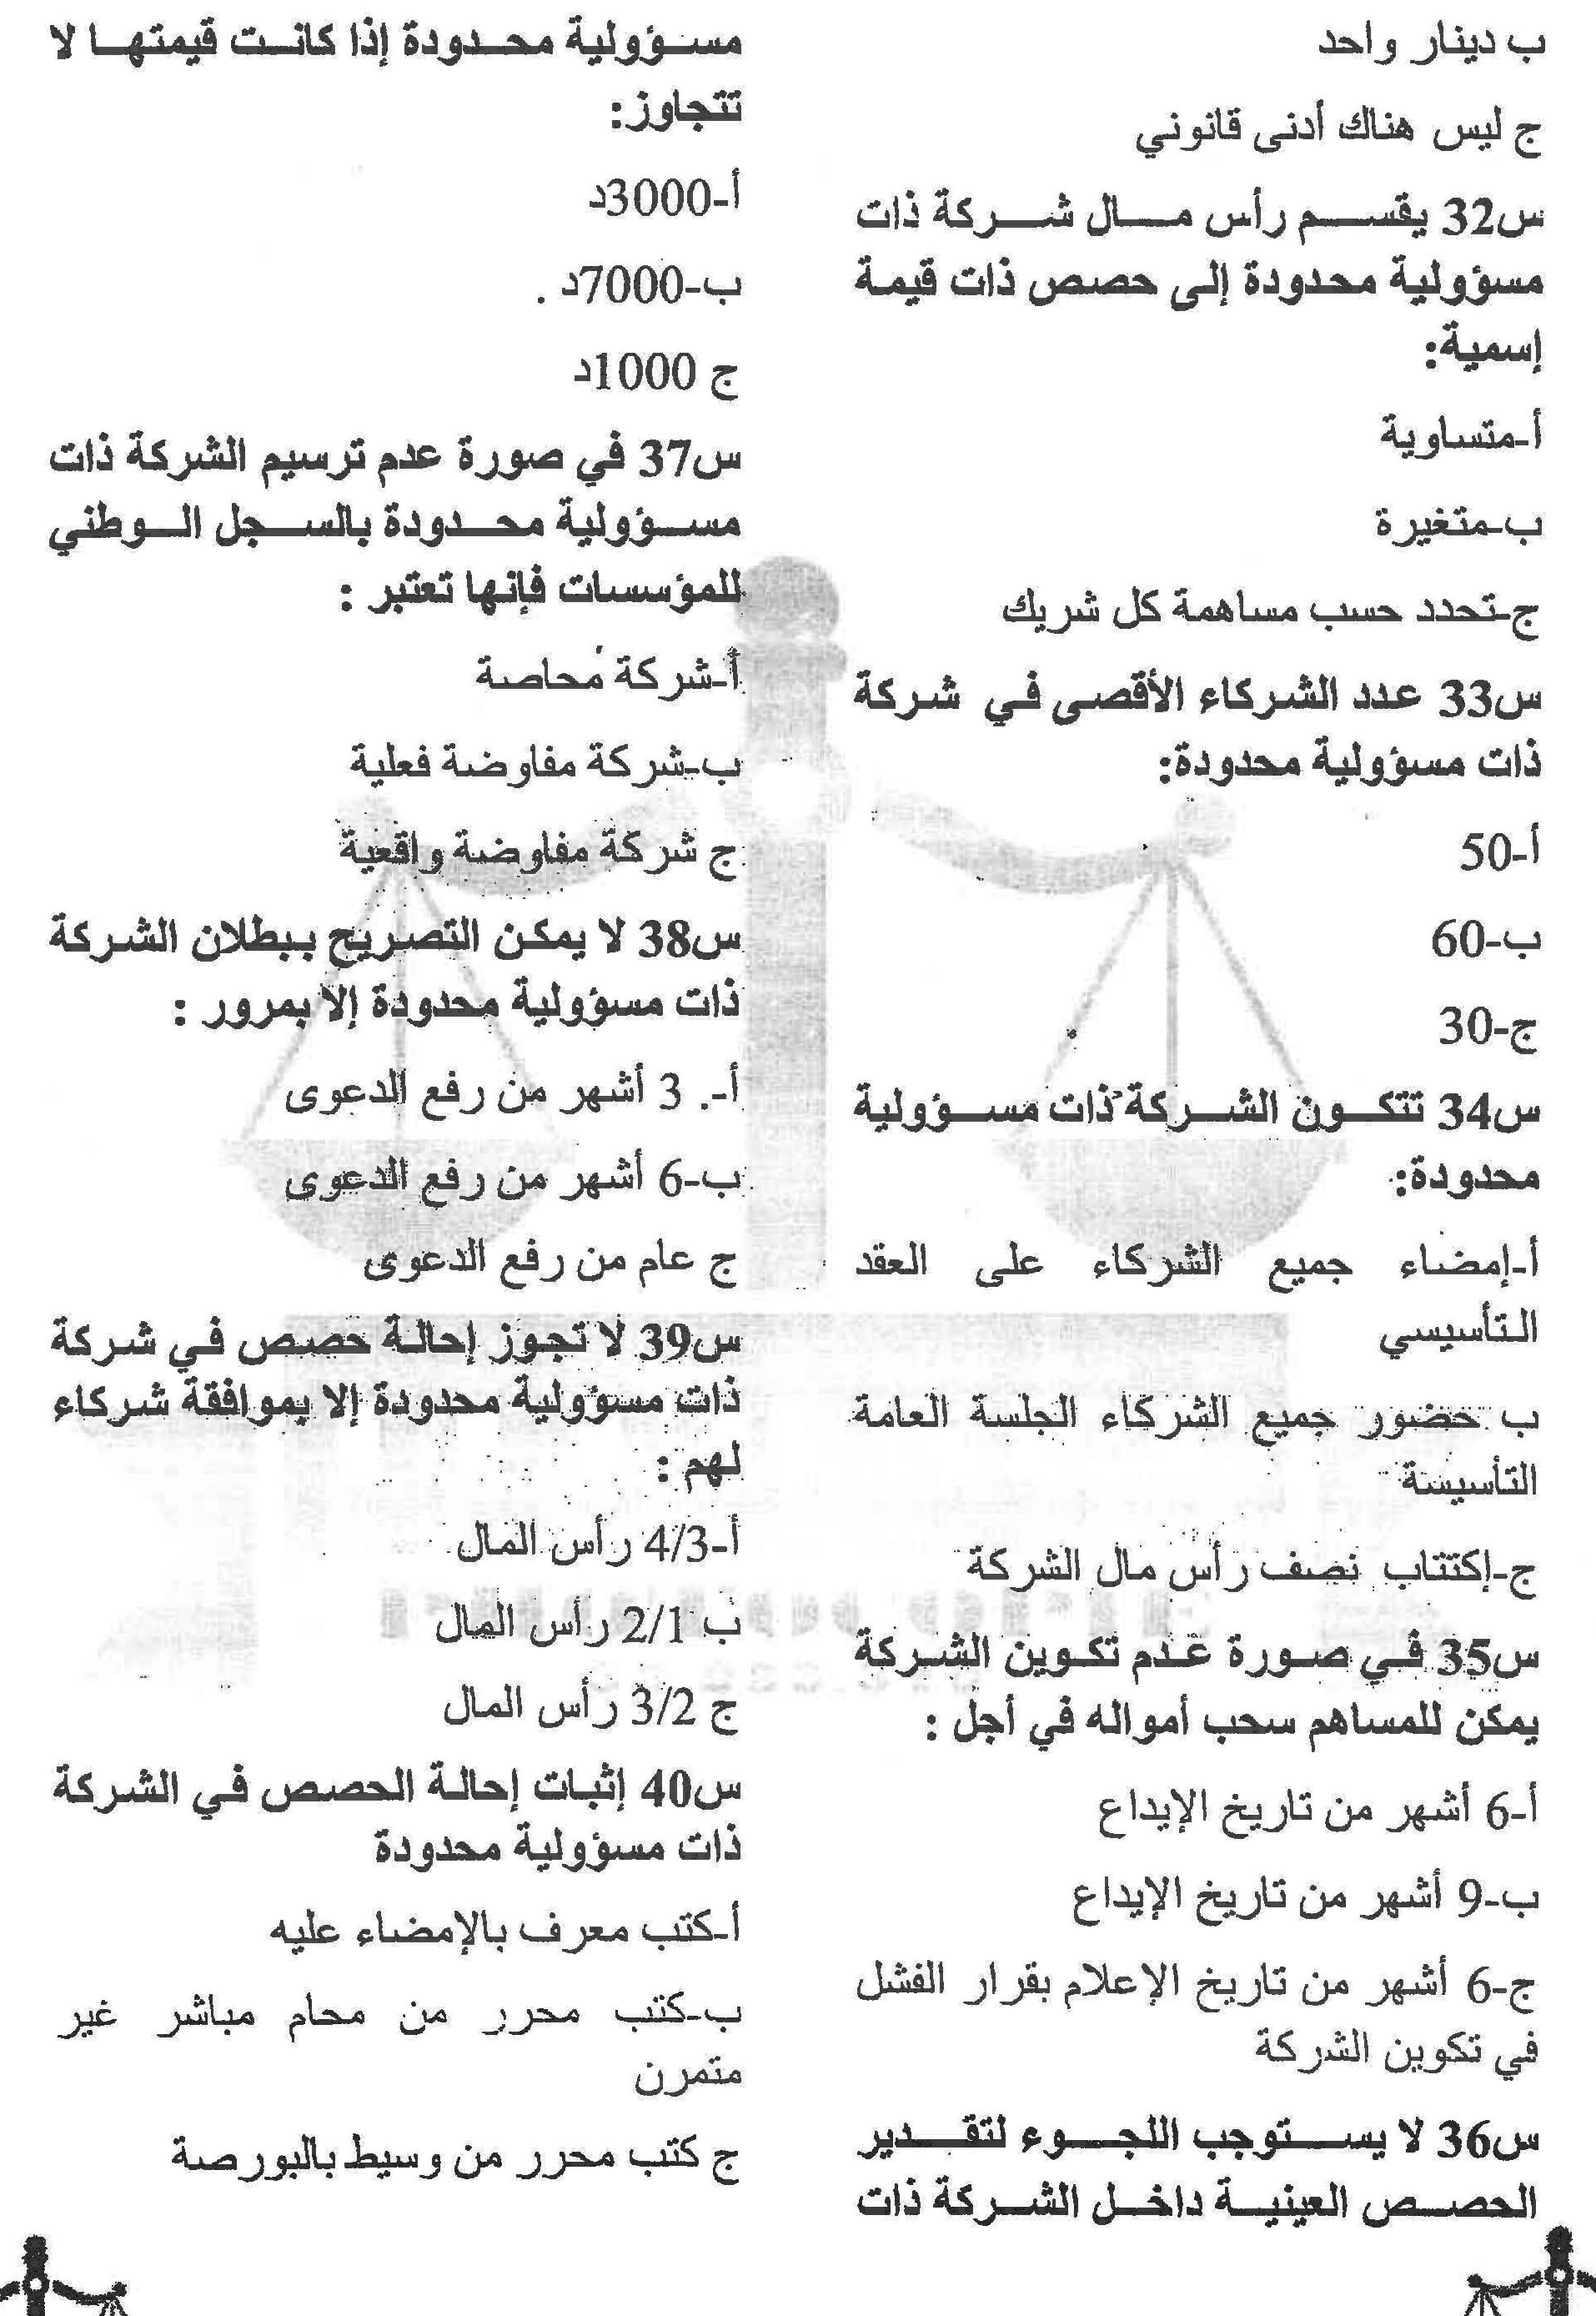 ب دينار واحد
ج ليس هناك أدنى قانوني
س32 يقسم رأس مال شركة ذات
مسؤولية محدودة إلى حصص ذات قيمة
إسمية:
أ-متساوية
ب-متغيرة
ج-تحدد حسب مساهمة كل شريك
س33 عدد الشركاء الأقصى في شركة
ذات مسؤولية محدودة:
أ-50
ب-60
ج-30
س34 تتكون الشركة ذات مسؤولية
محدودة:
أ-إمضاء جميع الشركاء على العقد
التأسيسي
ب حضور جميع الشركاء الجلسة العامة
التأسيسة
ج-إكتتاب نصف رأس مال الشركة
س35 في صورة عدم تكوين الشركة
يمكن للمساهم سحب أمواله في أجل :
أ-6 أشهر من تاريخ الإيداع
ب-9 أشهر من تاريخ الإيداع
ج-6 أشهر من تاريخ الإعلام بقرار الفشل
في تكوين الشركة
س36 لا يستوجب اللجوء لتقدير
الحصص العينية داخل الشركة ذات
مسؤولية محدودة إذا كانت قيمتها لا
تتجاوز:
أ-3000د
ب-7000د .
ج 1000د
س37 في صورة عدم ترسيم الشركة ذات
مسؤولية محدودة بالسجل الوطني
للمؤسسات فإنها تعتبر :
أ-شركة مُحاصة
ب-شركة مفاوضة فعلية
ج شركة مفاوضة واقعية
س38 لا يمكن التصريح ببطلان الشركة
ذات مسؤولية محدودة إلا بمرور :
أ-. 3 أشهر من رفع الدعوى
ب-6 أشهر من رفع الدعوى
ج عام من رفع الدعوى
س39 لا تجوز إحالة حصص في شركة
ذات مسؤولية محدودة إلا بموافقة شركاء
لهم :
أ-4/3 رأس المال
ب 2/1 رأس المال
ج 3/2 رأس المال
س40 إثبات إحالة الحصص في الشركة
ذات مسؤولية محدودة
أ-كتب معرف بالإمضاء عليه
ب-كتب محرر من محام مباشر غير
متمرن
ج كتب محرر من وسيط بالبورصة